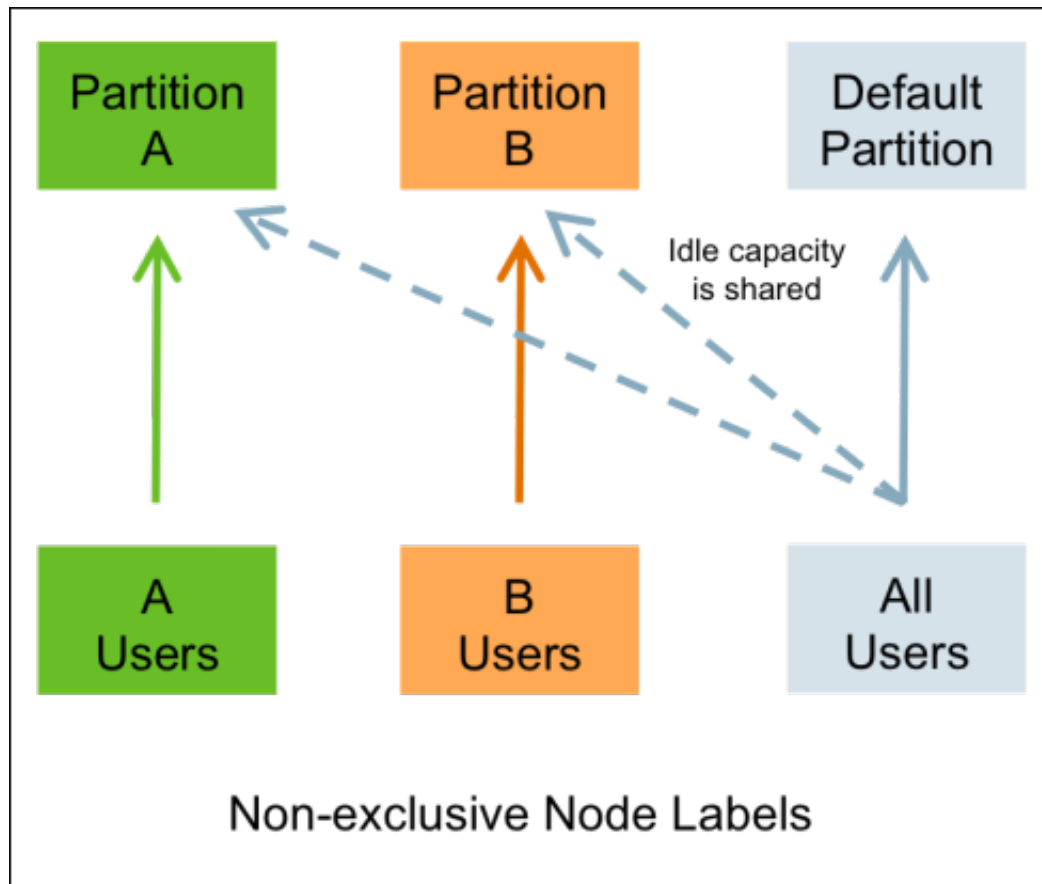 Partition
A
Partition
B
Default
Partition
Idle capacity
is shared
A
Users
B
Users
All
Users
Non-exclusive Node Labels